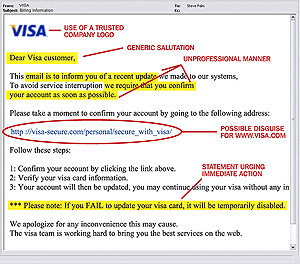 From: VISA
To: Steve Palm
Subject: Billing Information
Cc:
VISA
USE OF A TRUSTED
COMPANY LOGO
GENERIC SALUTATION
Dear Visa customer,
UNPROFESSIONAL MANNER
This email is to inform you of a recent update we made to our systems,
To avoid service interruption we require that you confirm
your account as soon as possible.
Please take a moment to confirm your account by going to the following address:
http://visa-secure.com/personal/secure_with_visa/
POSSIBLE DISGUISE
FOR WWW.VISA.COM
Follow these steps:
STATEMENT URGING
IMMEDIATE ACTION
1: Confirm your account by clicking the link above.
2: Verify your visa card information.
3: Your account will then be updated, you may continue using your visa without any in
*** Please note: If you FAIL to update your visa card, it will be temporarily disabled.
We apologize for any inconvenience this may cause.
The visa team is working hard to bring you the best services on the web.